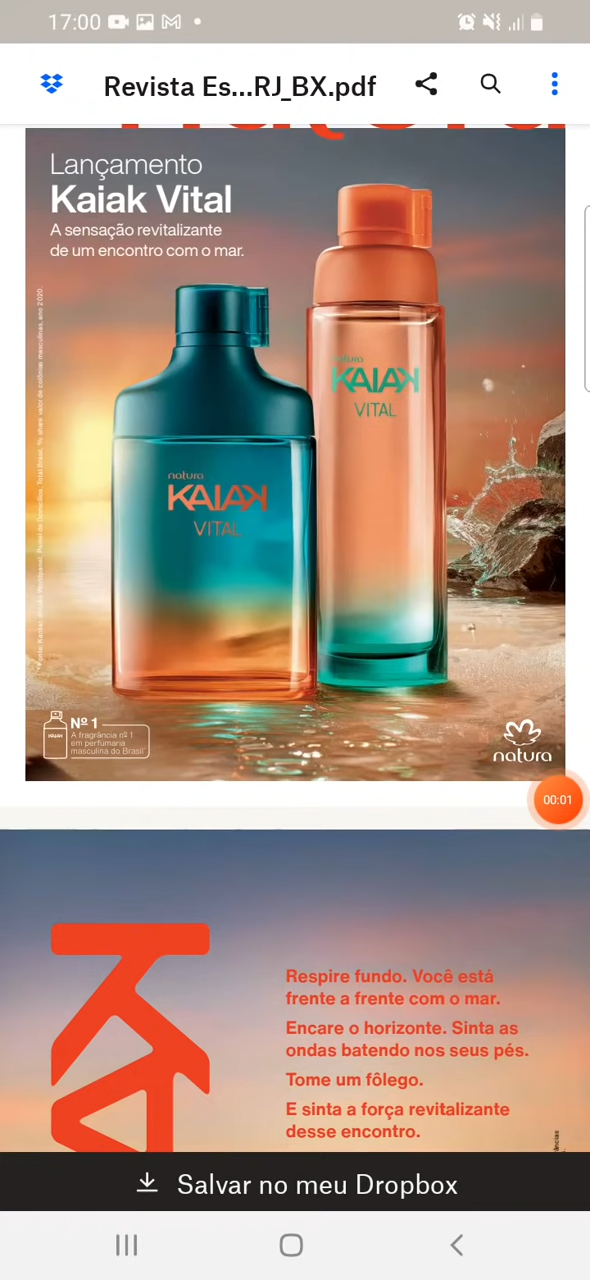 17:00
Revista Es...RJ_BX.pdf
natura
Lançamento
Kaiak Vital
A sensação revitalizante
de um encontro com o mar.
natura
KAIAK
VITAL
natura
KAIAK
VITAL
Nº 1
A fragrância nº 1
em perfumaria
masculina do Brasil*
natura
00:01
Respire fundo. Você está
frente a frente com o mar.
Encare o horizonte. Sinta as
ondas batendo nos seus pés.
Tome um fôlego.
E sinta a força revitalizante
desse encontro.
Salvar no meu Dropbox